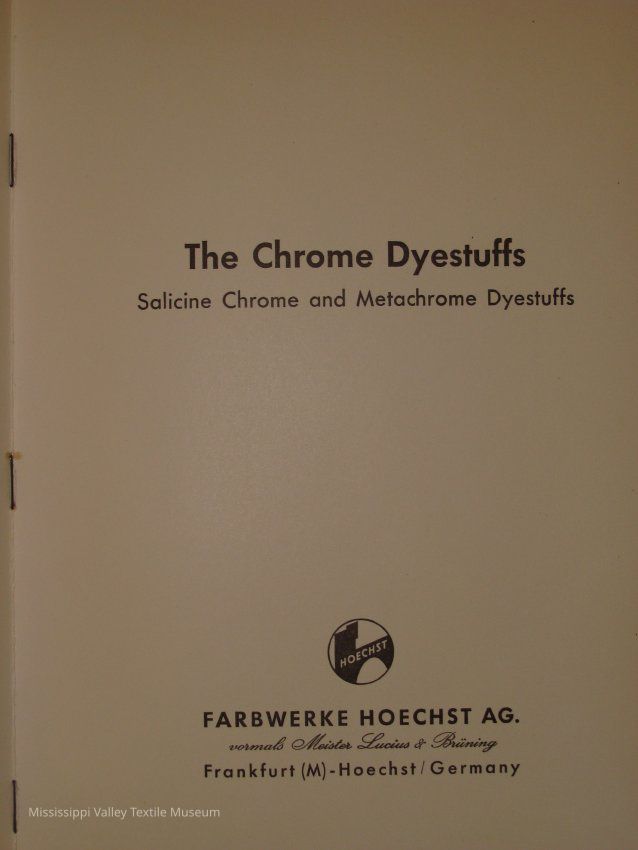 The Chrome Dyestuffs
Salicine Chrome and Metachrome Dyestuffs
HOECHST
FARBWERKE HOECHST AG.
vormals Meister Lucius & Brüning
Frankfurt (M)-Hoechst/Germany
Mississippi Valley Textile Museum